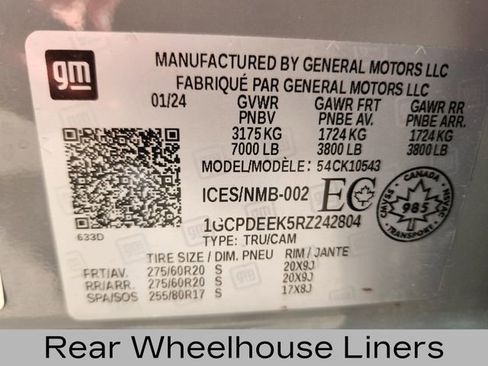 gm
MANUFACTURED BY GENERAL MOTORS LLC
FABRIQUÉ PAR GENERAL MOTORS LLC
01/24 GVWR GAWR FRT GAWR RR
PNBV PNBE AV. PNBE ARR.
3175 KG 1724 KG 1724 KG
7000 LB 3800 LB 3800 LB
MODEL/MODÈLE: 54CK10543
ICES/NMB-002 EC
CANADA
CMVSS 985 NSVAC
TRANSPORT
1GCPDEEK5RZ242804
633D TYPE: TRU/CAM
TIRE SIZE / DIM. PNEU RIM / JANTE
FRT/AV. 275/60R20 S 20X9J
RR/ARR. 275/60R20 S 20X9J
SPA/SOS 255/80R17 S 17X8J
Rear Wheelhouse Liners